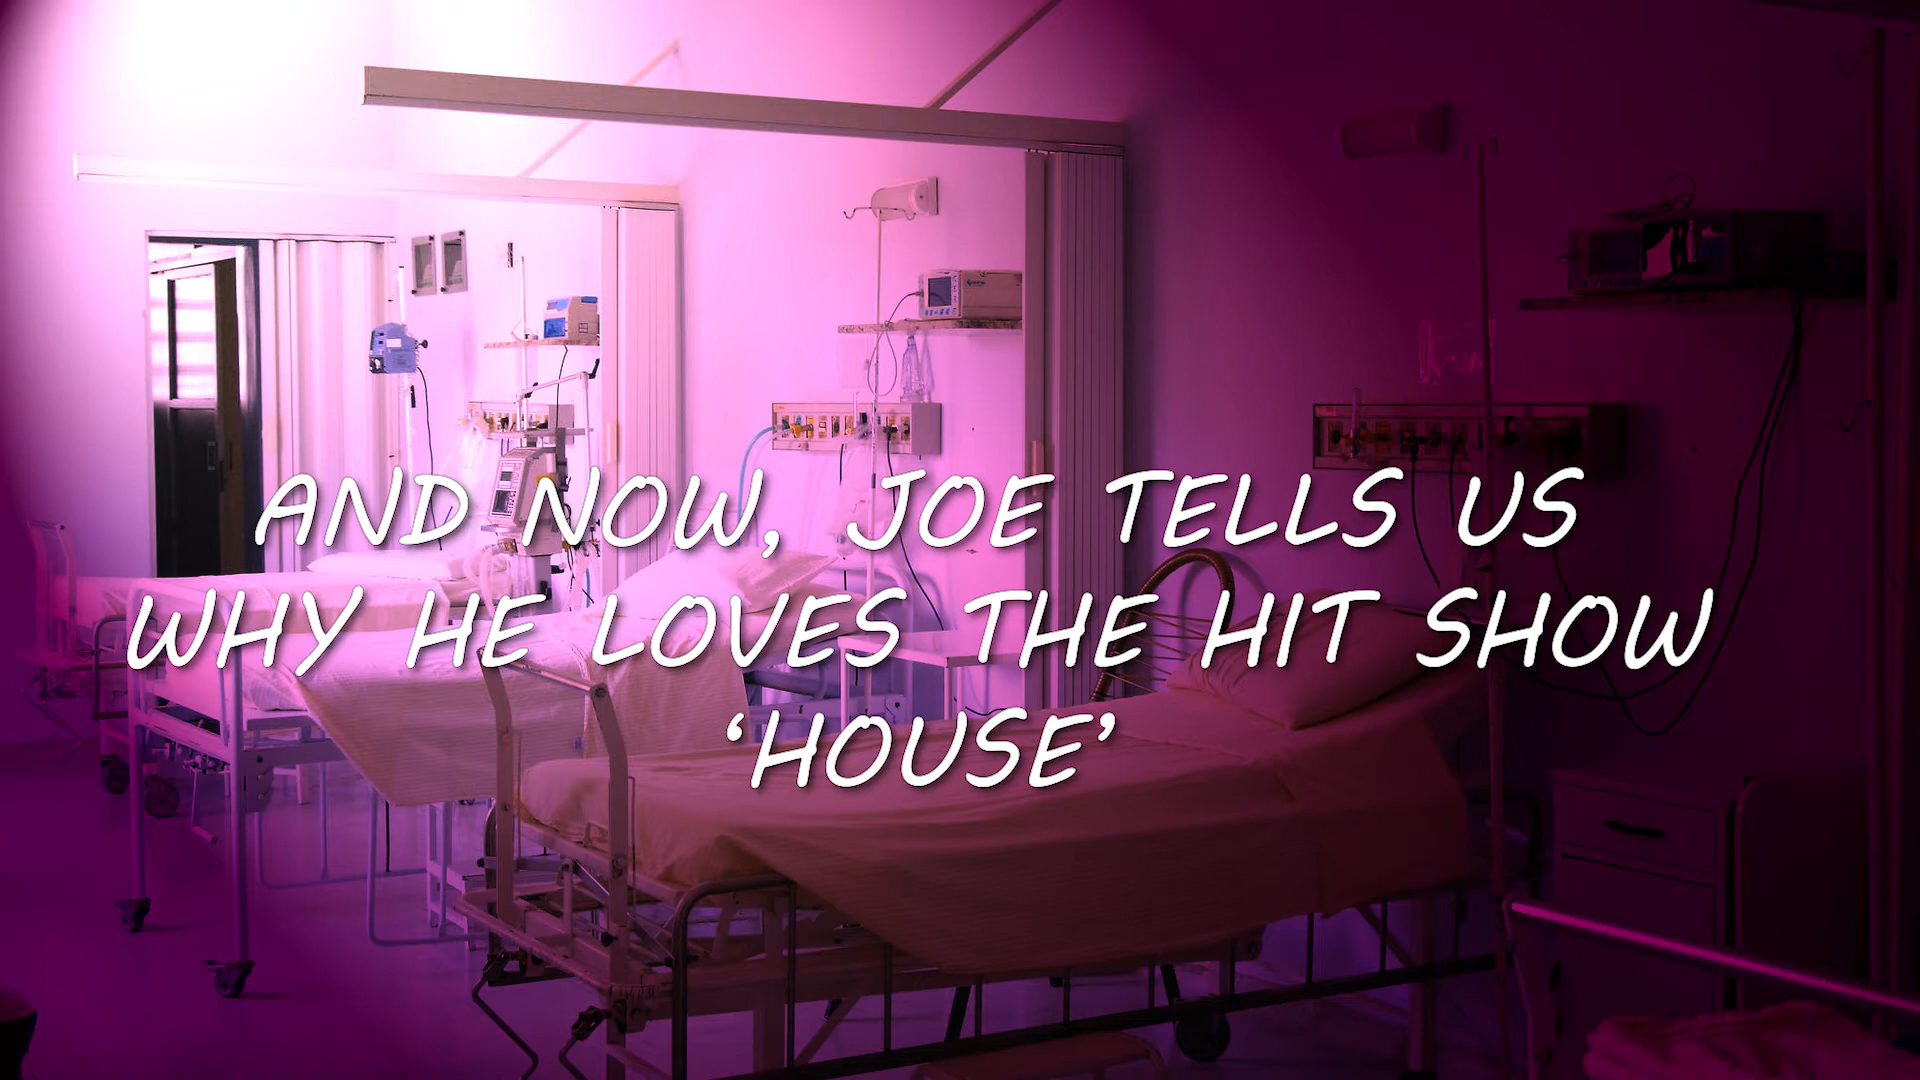 AND NOW, JOE TELLS US
WHY HE LOVES THE HIT SHOW
‘HOUSE’